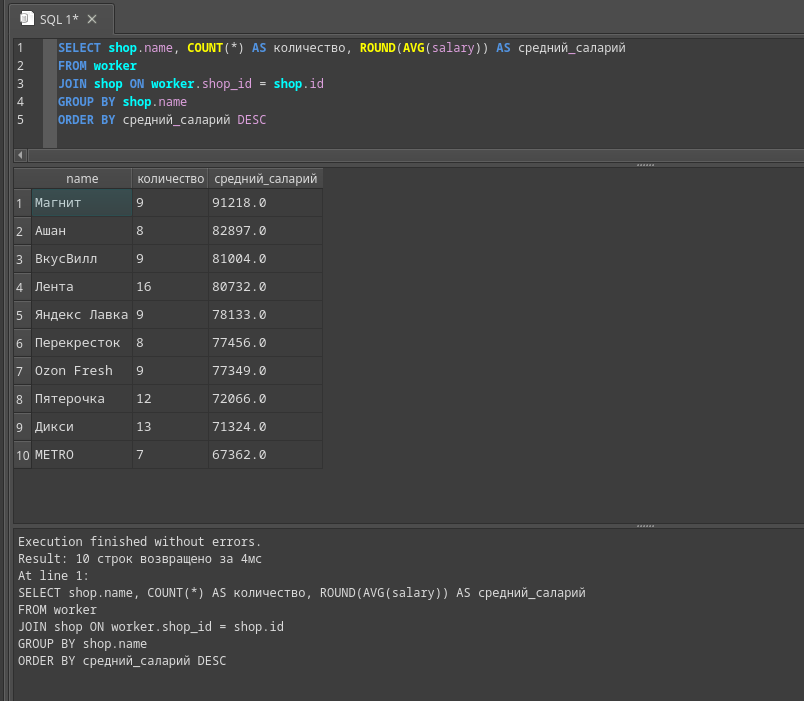 SQL 1*
1 SELECT shop.name, COUNT(*) AS количество, ROUND(AVG(salary)) AS средний_саларий
2 FROM worker
3 JOIN shop ON worker.shop_id = shop.id
4 GROUP BY shop.name
5 ORDER BY средний_саларий DESC
name количество средний_саларий
1 Магнит 9 91218.0
2 Ашан 8 82897.0
3 ВкусВилл 9 81004.0
4 Лента 16 80732.0
5 Яндекс Лавка 9 78133.0
6 Перекресток 8 77456.0
7 Ozon Fresh 9 77349.0
8 Пятерочка 12 72066.0
9 Дикси 13 71324.0
10 METRO 7 67362.0
Execution finished without errors.
Result: 10 строк возвращено за 4мс
At line 1:
SELECT shop.name, COUNT(*) AS количество, ROUND(AVG(salary)) AS средний_саларий
FROM worker
JOIN shop ON worker.shop_id = shop.id
GROUP BY shop.name
ORDER BY средний_саларий DESC